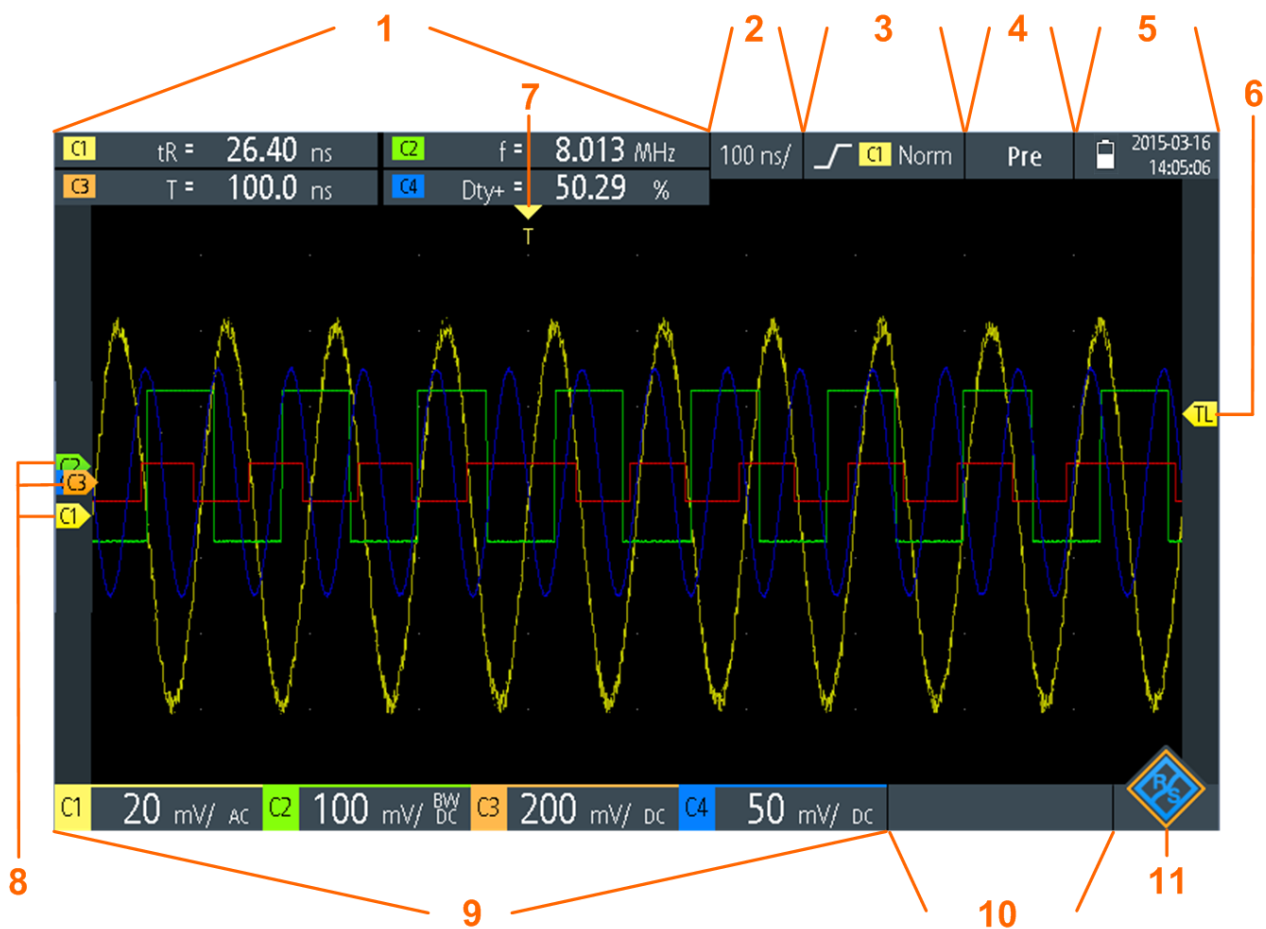 1 2 3 4 5
6
7
C1 tR = 26.40 ns C2 f = 8.013 MHz 100 ns/ C1 Norm Pre 2015-03-16
14:05:06
C3 T = 100.0 ns C4 Dty+ = 50.29 %
T
TL
C2
C3
C1
C1 20 mV/ AC C2 100 mV/ BW DC C3 200 mV/ DC C4 50 mV/ DC
R S
8 9 10 11